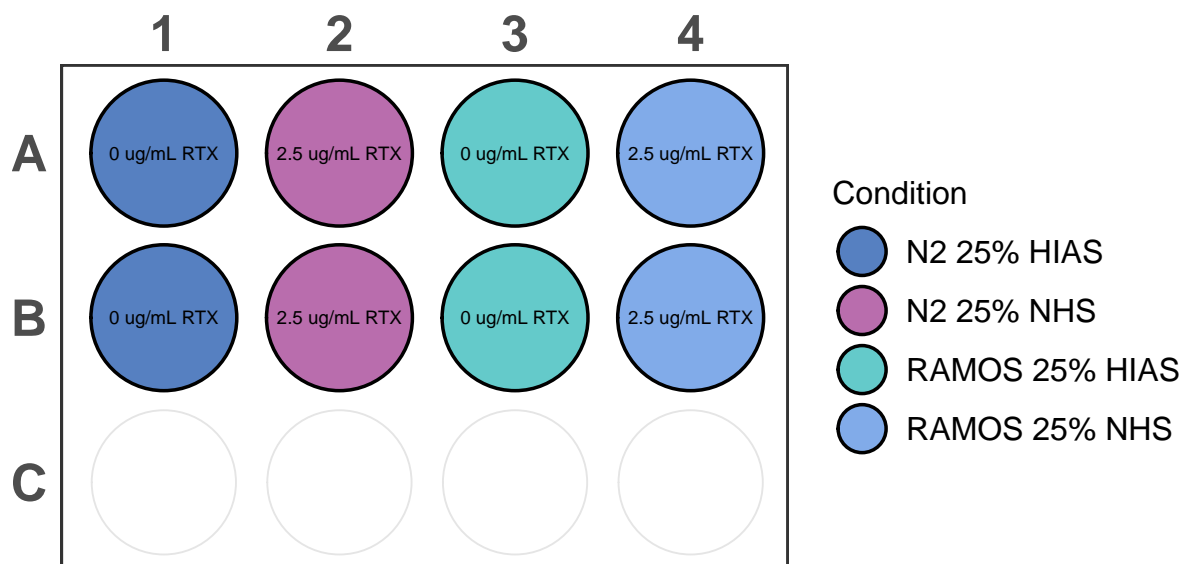 1 2 3 4
A 0 ug/mL RTX 2.5 ug/mL RTX 0 ug/mL RTX 2.5 ug/mL RTX
B 0 ug/mL RTX 2.5 ug/mL RTX 0 ug/mL RTX 2.5 ug/mL RTX
C
Condition
N2 25% HIAS
N2 25% NHS
RAMOS 25% HIAS
RAMOS 25% NHS